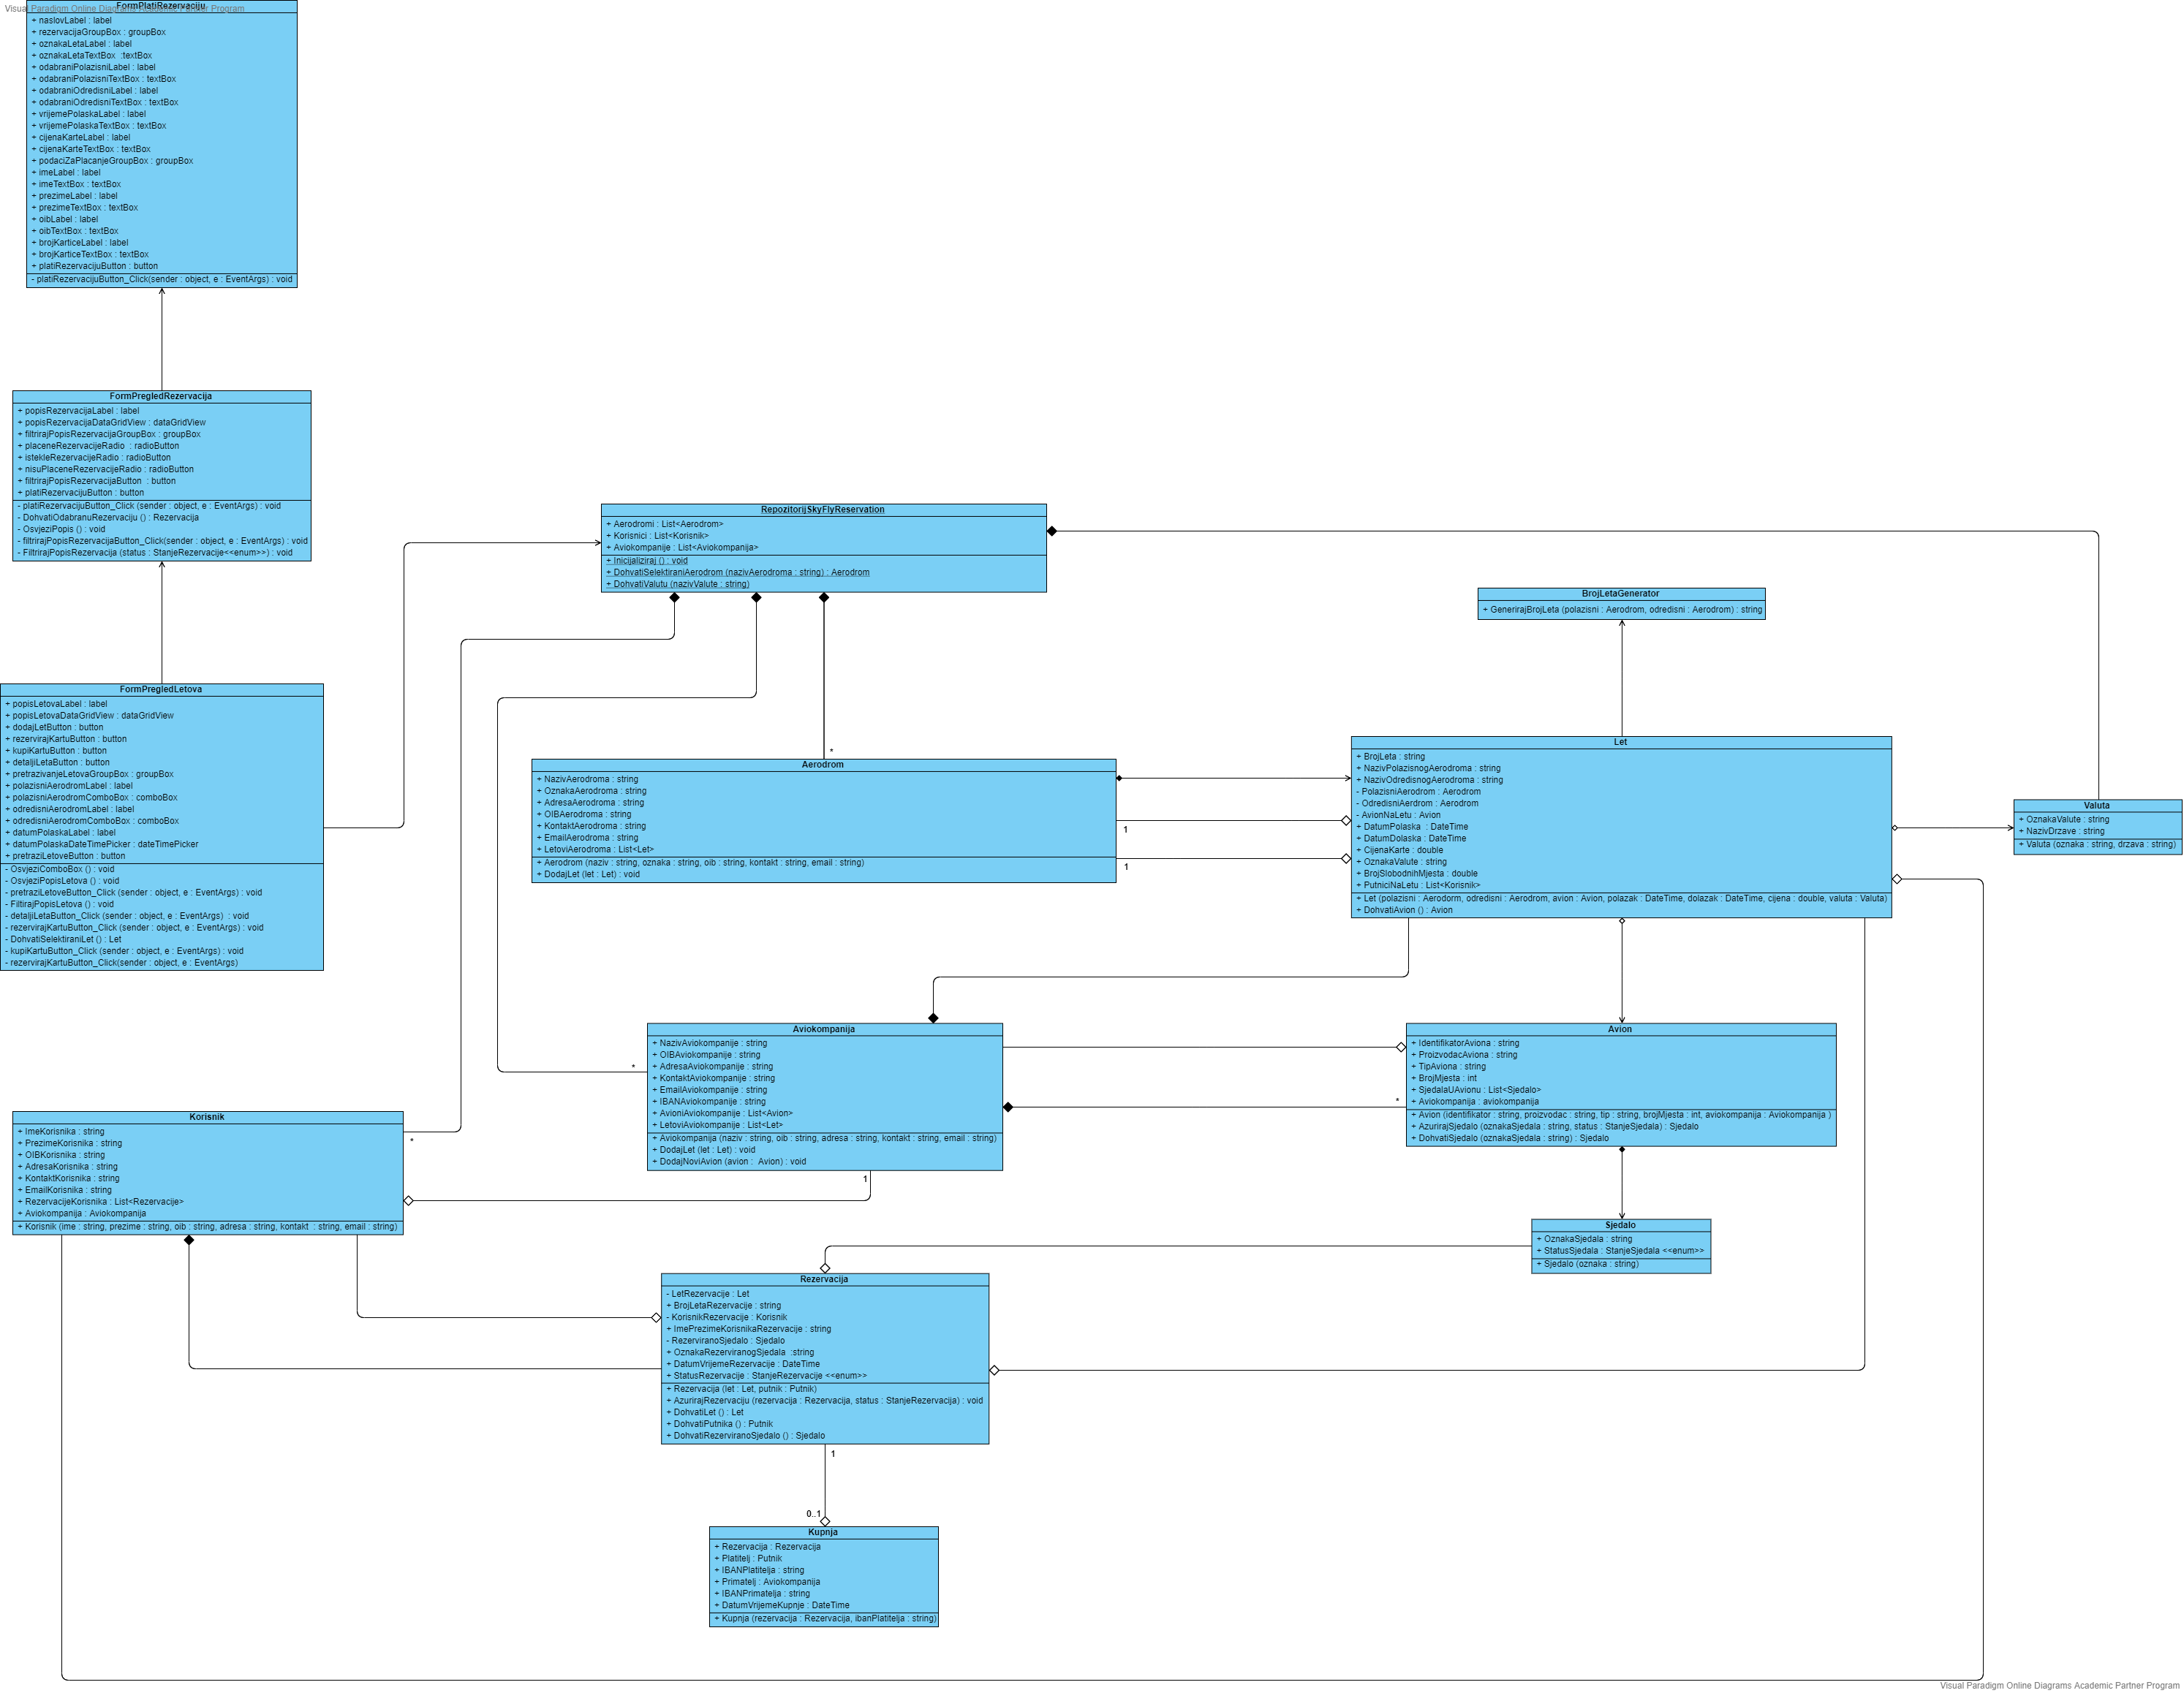 Visual Paradigm Online Diagrams Academic Partner Program
FormPlatiRezervaciju
+ naslovLabel : label
+ rezervacijaGroupBox : groupBox
+ oznakaLetaLabel : label
+ oznakaLetaTextBox  :textBox
+ odabraniPolazisniLabel : label
+ odabraniPolazisniTextBox : textBox
+ odabraniOdredisniLabel : label
+ odabraniOdredisniTextBox : textBox
+ vrijemePolaskaLabel : label
+ vrijemePolaskaTextBox : textBox
+ cijenaKarteLabel : label
+ cijenaKarteTextBox : textBox
+ podaciZaPlacanjeGroupBox : groupBox
+ imeLabel : label
+ imeTextBox : textBox
+ prezimeLabel : label
+ prezimeTextBox : textBox
+ oibLabel : label
+ oibTextBox : textBox
+ brojKarticeLabel : label
+ brojKarticeTextBox : textBox
+ platiRezervacijuButton : button
- platiRezervacijuButton_Click(sender : object, e : EventArgs) : void
FormPregledRezervacija
+ popisRezervacijaLabel : label
+ popisRezervacijaDataGridView : dataGridView
+ filtrirajPopisRezervacijaGroupBox : groupBox
+ placeneRezervacijeRadio  : radioButton
+ istekleRezervacijeRadio : radioButton
+ nisuPlaceneRezervacijeRadio : radioButton
+ filtrirajPopisRezervacijaButton  : button
+ platiRezervacijuButton : button
- platiRezervacijuButton_Click (sender : object, e : EventArgs) : void
- DohvatiOdabranuRezervaciju () : Rezervacija
- OsvjeziPopis () : void
- filtrirajPopisRezervacijaButton_Click(sender : object, e : EventArgs) : void
- FiltrirajPopisRezervacija (status : StanjeRezervacije<<enum>>) : void
RepozitorijSkyFlyReservation
+ Aerodromi : List<Aerodrom>
+ Korisnici : List<Korisnik>
+ Aviokompanije : List<Aviokompanija>
+ Inicijaliziraj () : void
+ DohvatiSelektiraniAerodrom (nazivAerodroma : string) : Aerodrom
+ DohvatiValutu (nazivValute : string)
BrojLetaGenerator
+ GenerirajBrojLeta (polazisni : Aerodrom, odredisni : Aerodrom) : string
FormPregledLetova
+ popisLetovaLabel : label
+ popisLetovaDataGridView : dataGridView
+ dodajLetButton : button
+ rezervirajKartuButton : button
+ kupiKartuButton : button
+ detaljiLetaButton : button
+ pretrazivanjeLetovaGroupBox : groupBox
+ polazisniAerodromLabel : label
+ polazisniAerodromComboBox : comboBox
+ odredisniAerodromLabel : label
+ odredisniAerodromComboBox : comboBox
+ datumPolaskaLabel : label
+ datumPolaskaDateTimePicker : dateTimePicker
+ pretraziLetoveButton : button
- OsvjeziComboBox () : void
- OsvjeziPopisLetova () : void
- pretraziLetoveButton_Click (sender : object, e : EventArgs) : void
- FiltirajPopisLetova () : void
- detaljiLetaButton_Click (sender : object, e : EventArgs)  : void
- rezervirajKartuButton_Click (sender : object, e : EventArgs) : void
- DohvatiSelektiraniLet () : Let
- kupiKartuButton_Click (sender : object, e : EventArgs) : void
- rezervirajKartuButton_Click(sender : object, e : EventArgs)
*
Aerodrom
+ NazivAerodroma : string
+ OznakaAerodroma : string
+ AdresaAerodroma : string
+ OIBAerodroma : string
+ KontaktAerodroma : string
+ EmailAerodroma : string
+ LetoviAerodroma : List<Let>
+ Aerodrom (naziv : string, oznaka : string, oib : string, kontakt : string, email : string)
+ DodajLet (let : Let) : void
1
1
Let
+ BrojLeta : string
+ NazivPolazisnogAerodroma : string
+ NazivOdredisnogAerodroma : string
- PolazisniAerodrom : Aerodrom
- OdredisniAerdrom : Aerodrom
- AvionNaLetu : Avion
+ DatumPolaska  : DateTime
+ DatumDolaska : DateTime
+ CijenaKarte : double
+ OznakaValute : string
+ BrojSlobodnihMjesta : double
+ PutniciNaLetu : List<Korisnik>
+ Let (polazisni : Aerodorm, odredisni : Aerodrom, avion : Avion, polazak : DateTime, dolazak : DateTime, cijena : double, valuta : Valuta)
+ DohvatiAvion () : Avion
Valuta
+ OznakaValute : string
+ NazivDrzave : string
+ Valuta (oznaka : string, drzava : string)
*
Aviokompanija
+ NazivAviokompanije : string
+ OIBAviokompanije : string
+ AdresaAviokompanije : string
+ KontaktAviokompanije : string
+ EmailAviokompanije : string
+ IBANAviokompanije : string
+ AvioniAviokompanije : List<Avion>
+ LetoviAviokompanije : List<Let>
+ Aviokompanija (naziv : string, oib : string, adresa : string, kontakt : string, email : string)
+ DodajLet (let : Let) : void
+ DodajNoviAvion (avion :  Avion) : void
1
*
Avion
+ IdentifikatorAviona : string
+ ProizvodacAviona : string
+ TipAviona : string
+ BrojMjesta : int
+ SjedalaUAvionu : List<Sjedalo>
+ Aviokompanija : aviokompanija
+ Avion (identifikator : string, proizvodac : string, tip : string, brojMjesta : int, aviokompanija : Aviokompanija )
+ AzurirajSjedalo (oznakaSjedala : string, status : StanjeSjedala) : Sjedalo
+ DohvatiSjedalo (oznakaSjedala : string) : Sjedalo
Korisnik
+ ImeKorisnika : string
+ PrezimeKorisnika : string
+ OIBKorisnika : string
+ AdresaKorisnika : string
+ KontaktKorisnika : string
+ EmailKorisnika : string
+ RezervacijeKorisnika : List<Rezervacije>
+ Aviokompanija : Aviokompanija
+ Korisnik (ime : string, prezime : string, oib : string, adresa : string, kontakt  : string, email : string)
*
Sjedalo
+ OznakaSjedala : string
+ StatusSjedala : StanjeSjedala <<enum>>
+ Sjedalo (oznaka : string)
Rezervacija
- LetRezervacije : Let
+ BrojLetaRezervacije : string
- KorisnikRezervacije : Korisnik
+ ImePrezimeKorisnikaRezervacije : string
- RezerviranoSjedalo : Sjedalo
+ OznakaRezerviranogSjedala  :string
+ DatumVrijemeRezervacije : DateTime
+ StatusRezervacije : StanjeRezervacije <<enum>>
+ Rezervacija (let : Let, putnik : Putnik)
+ AzurirajRezervaciju (rezervacija : Rezervacija, status : StanjeRezervacija) : void
+ DohvatiLet () : Let
+ DohvatiPutnika () : Putnik
+ DohvatiRezerviranoSjedalo () : Sjedalo
1
0..1
Kupnja
+ Rezervacija : Rezervacija
+ Platitelj : Putnik
+ IBANPlatitelja : string
+ Primatelj : Aviokompanija
+ IBANPrimatelja : string
+ DatumVrijemeKupnje : DateTime
+ Kupnja (rezervacija : Rezervacija, ibanPlatitelja : string)
Visual Paradigm Online Diagrams Academic Partner Program